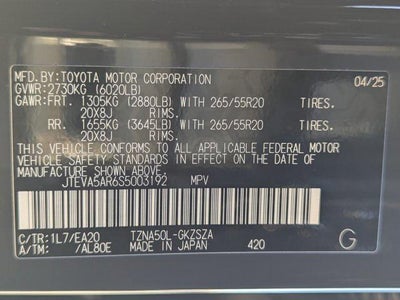 MFD.BY:TOYOTA MOTOR CORPORATION 04/25
GVWR:2730KG (6020LB)
GAWR:FRT. 1305KG (2880LB) WITH 265/55R20 TIRES.
20X8J RIMS.
RR. 1655KG (3645LB) WITH 265/55R20 TIRES.
20X8J RIMS.
THIS VEHICLE CONFORMS TO ALL APPLICABLE FEDERAL MOTOR
VEHICLE SAFETY STANDARDS IN EFFECT ON THE DATE OF
MANUFACTURE SHOWN ABOVE.
JTEVA5AR6S5003192 MPV
C/TR:1L7/EA20 TZNA50L-GKZSZA
A/TM: /AL80E MADE IN JAPAN 420 G